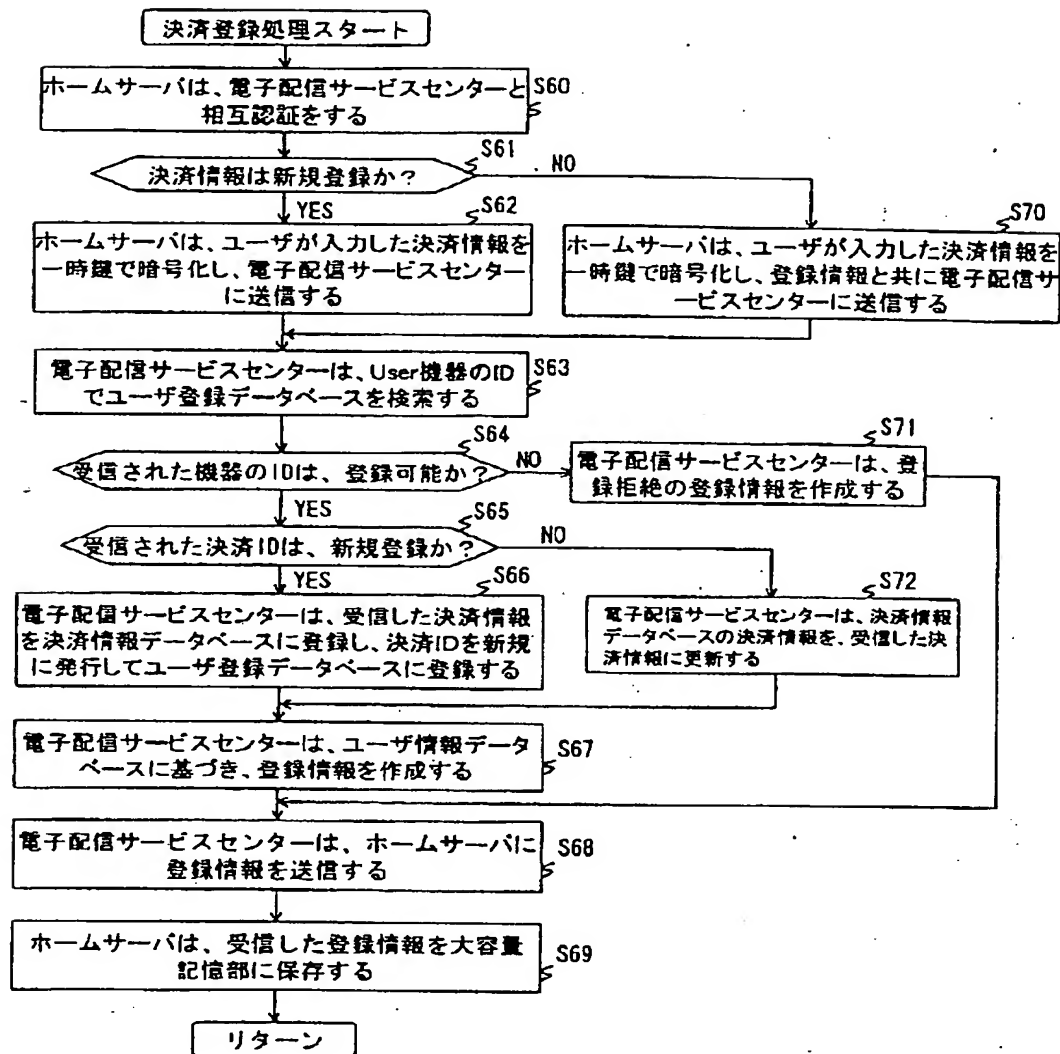 決済登録処理スタート
ホームサーバは、電子配信サービスセンターと
相互認証をする
S60
決済情報は新規登録か?
S61
NO
YES
S62
ホームサーバは、ユーザが入力した決済情報を
一時鍵で暗号化し、電子配信サービスセンター
に送信する
S70
ホームサーバは、ユーザが入力した決済情報を
一時鍵で暗号化し、登録情報と共に電子配信サ
ービスセンターに送信する
電子配信サービスセンターは、User機器のID
でユーザ登録データベースを検索する
S63
S64
受信された機器のIDは、登録可能か?
NO
YES
S71
電子配信サービスセンターは、登
録拒絶の登録情報を作成する
S65
受信された決済IDは、新規登録か?
NO
YES
S66
電子配信サービスセンターは、受信した決済情報
を決済情報データベースに登録し、決済IDを新規
に発行してユーザ登録データベースに登録する
S72
電子配信サービスセンターは、決済情報
データベースの決済情報を、受信した決
済情報に更新する
電子配信サービスセンターは、ユーザ情報データ
ベースに基づき、登録情報を作成する
S67
電子配信サービスセンターは、ホームサーバに
登録情報を送信する
S68
ホームサーバは、受信した登録情報を大容量
記憶部に保存する
S69
リターン